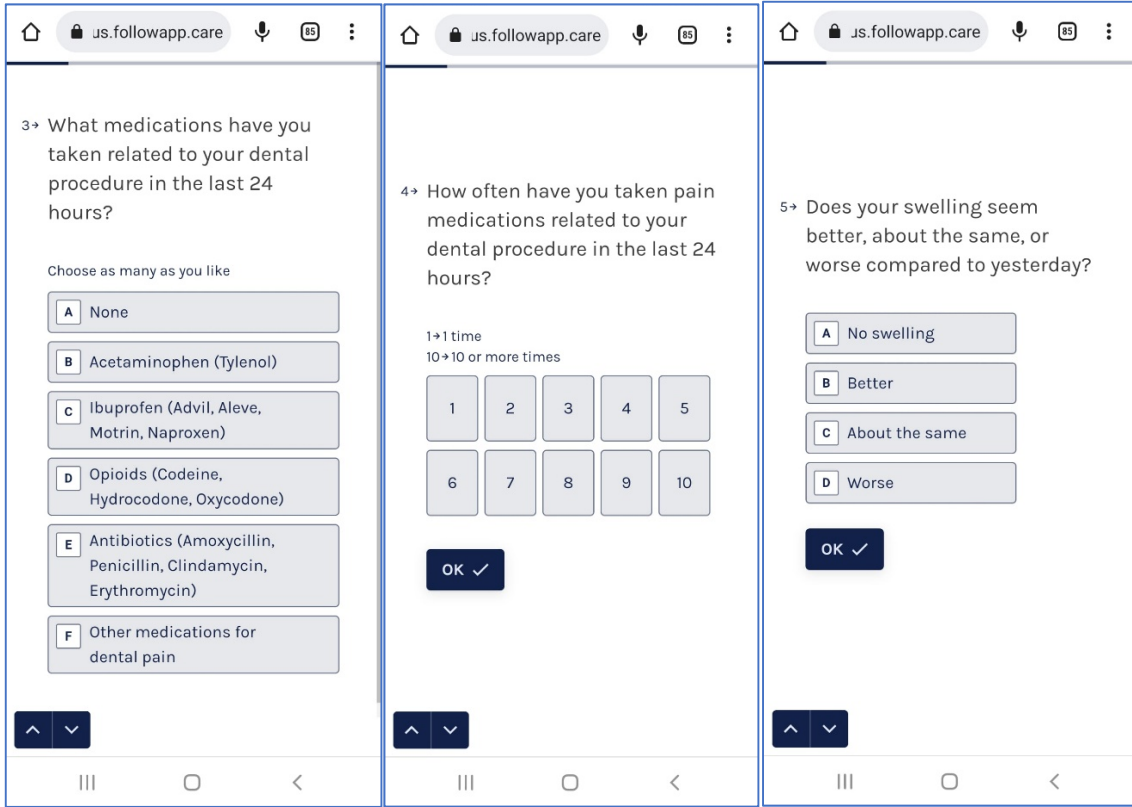 us.followapp.care
85
3→ What medications have you
taken related to your dental
procedure in the last 24
hours?
Choose as many as you like
A None
B Acetaminophen (Tylenol)
C Ibuprofen (Advil, Aleve,
Motrin, Naproxen)
D Opioids (Codeine,
Hydrocodone, Oxycodone)
E Antibiotics (Amoxycillin,
Penicillin, Clindamycin,
Erythromycin)
F Other medications for
dental pain
us.followapp.care
85
4→ How often have you taken pain
medications related to your
dental procedure in the last 24
hours?
1→1 time
10→10 or more times
1 2 3 4 5
6 7 8 9 10
OK
us.followapp.care
85
5→ Does your swelling seem
better, about the same, or
worse compared to yesterday?
A No swelling
B Better
C About the same
D Worse
OK